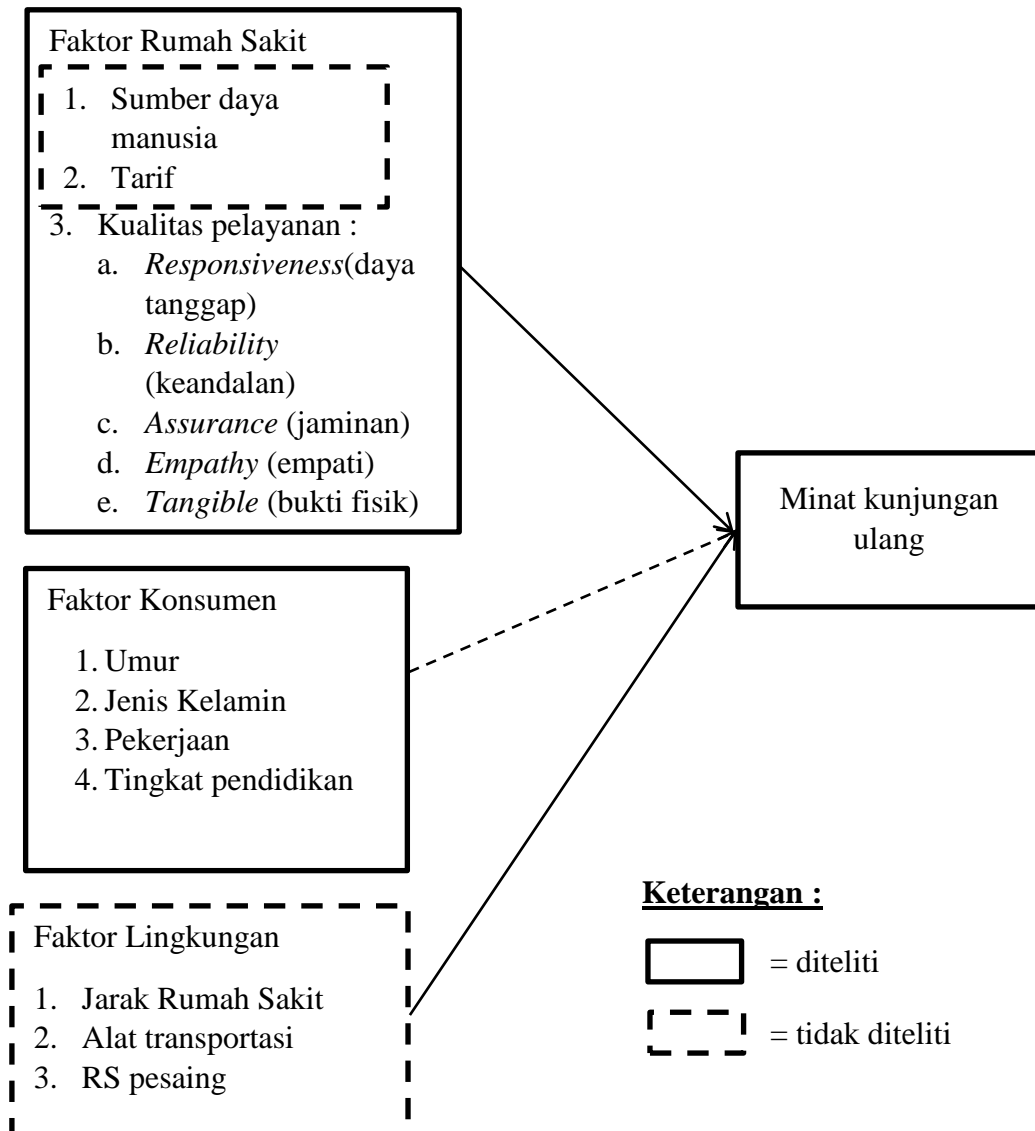 Faktor Rumah Sakit
1. Sumber daya
manusia
2. Tarif
3. Kualitas pelayanan :
a. Responsiveness(daya
tanggap)
b. Reliability
(keandalan)
c. Assurance (jaminan)
d. Empathy (empati)
e. Tangible (bukti fisik)
Minat kunjungan
ulang
Faktor Konsumen
1. Umur
2. Jenis Kelamin
3. Pekerjaan
4. Tingkat pendidikan
Faktor Lingkungan
1. Jarak Rumah Sakit
2. Alat transportasi
3. RS pesaing
Keterangan :
= diteliti
= tidak diteliti